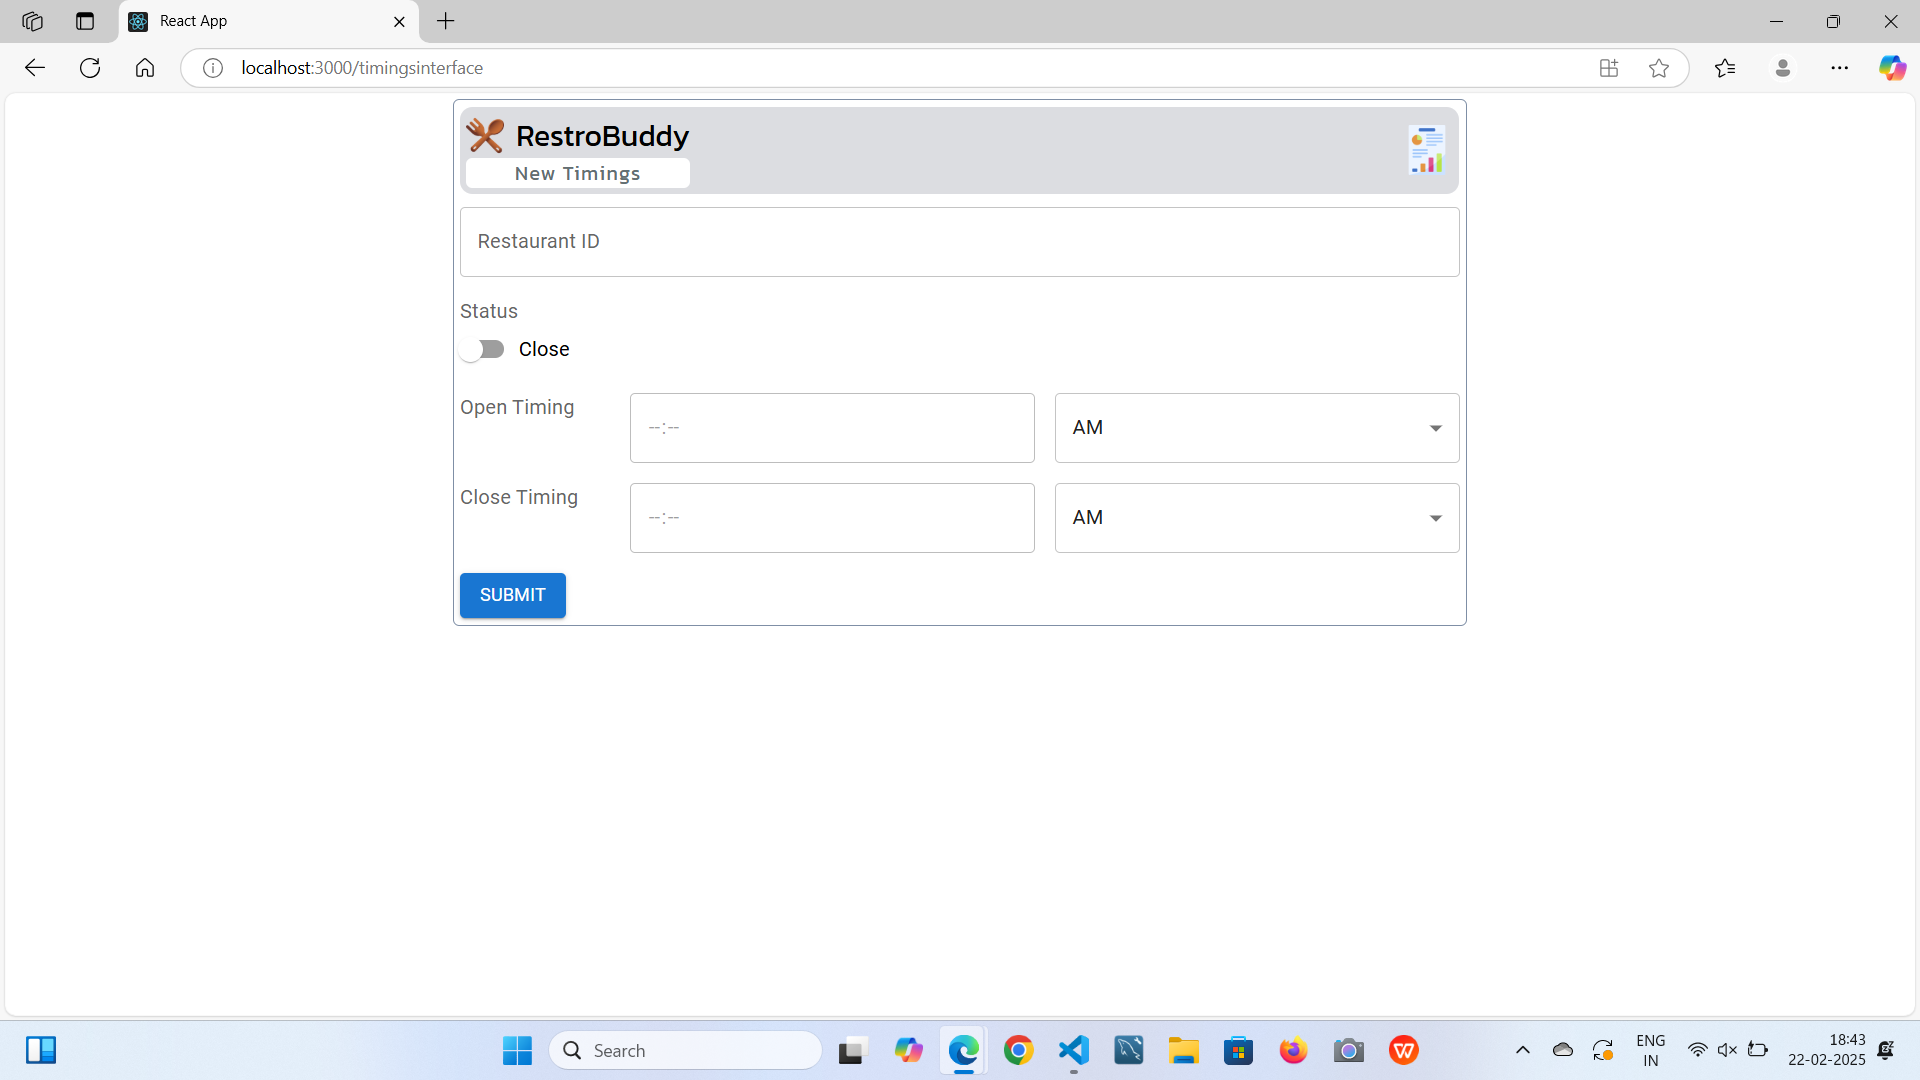 React App
localhost:3000/timingsinterface
RestroBuddy
New Timings
Restaurant ID
Status
Close
Open Timing
--:--
AM
Close Timing
--:--
AM
SUBMIT
Search
ENG
IN
18:43
22-02-2025